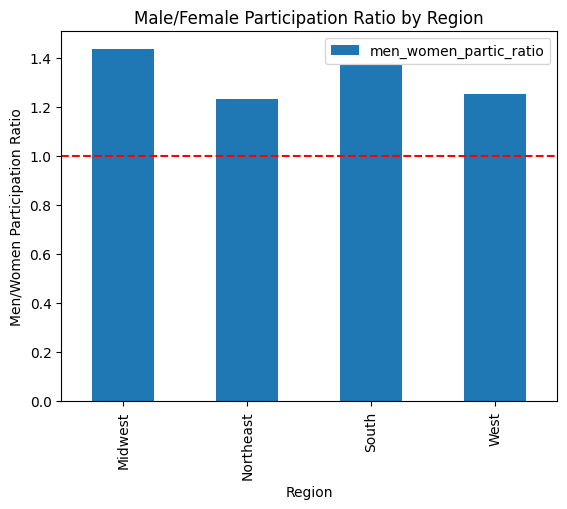 Male/Female Participation Ratio by Region
men_women_partic_ratio
Men/Women Participation Ratio
1.4
1.2
1.0
0.8
0.6
0.4
0.2
0.0
Midwest
Northeast
South
West
Region